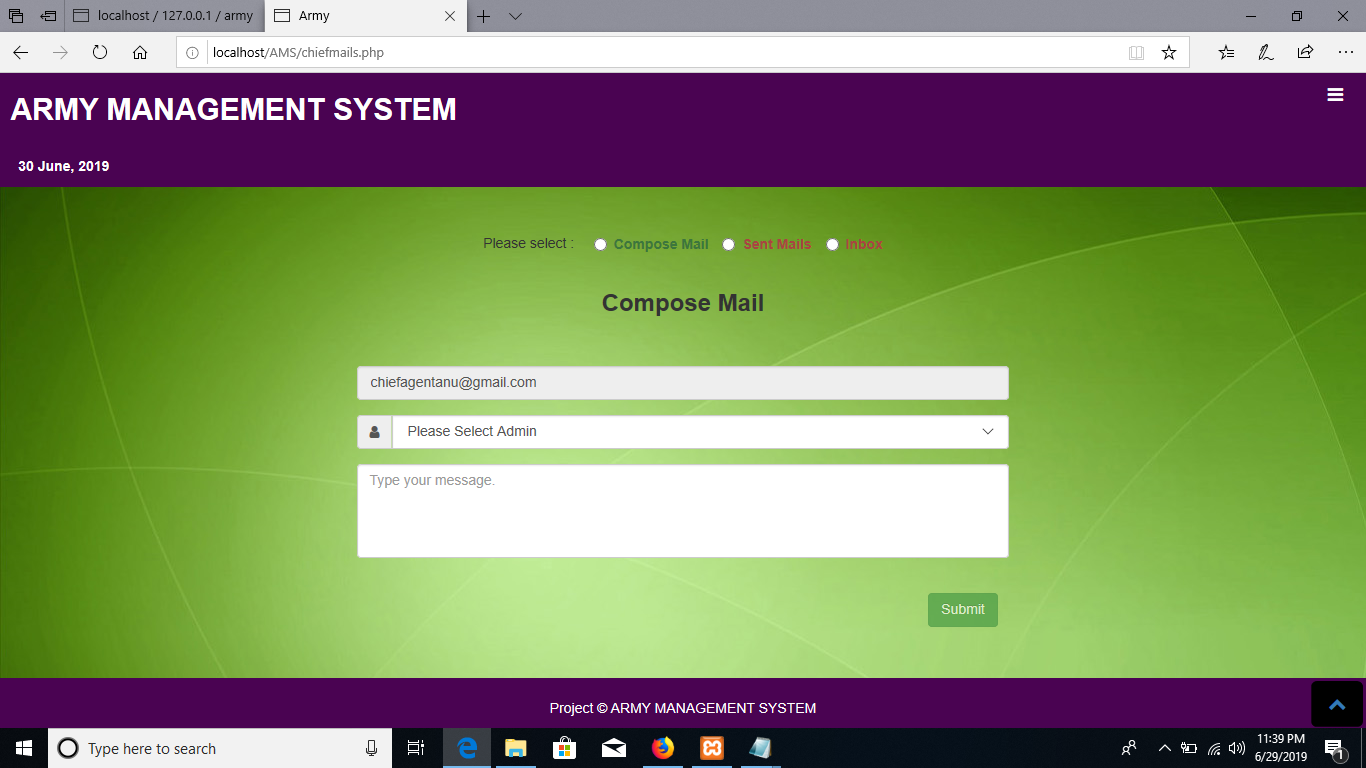 localhost / 127.0.0.1 / army
Army
localhost/AMS/chiefmails.php
ARMY MANAGEMENT SYSTEM
30 June, 2019
Please select : Compose Mail Sent Mails Inbox
Compose Mail
chiefagentanu@gmail.com
Please Select Admin
Type your message.
Submit
Project © ARMY MANAGEMENT SYSTEM
Type here to search
11:39 PM
6/29/2019
1